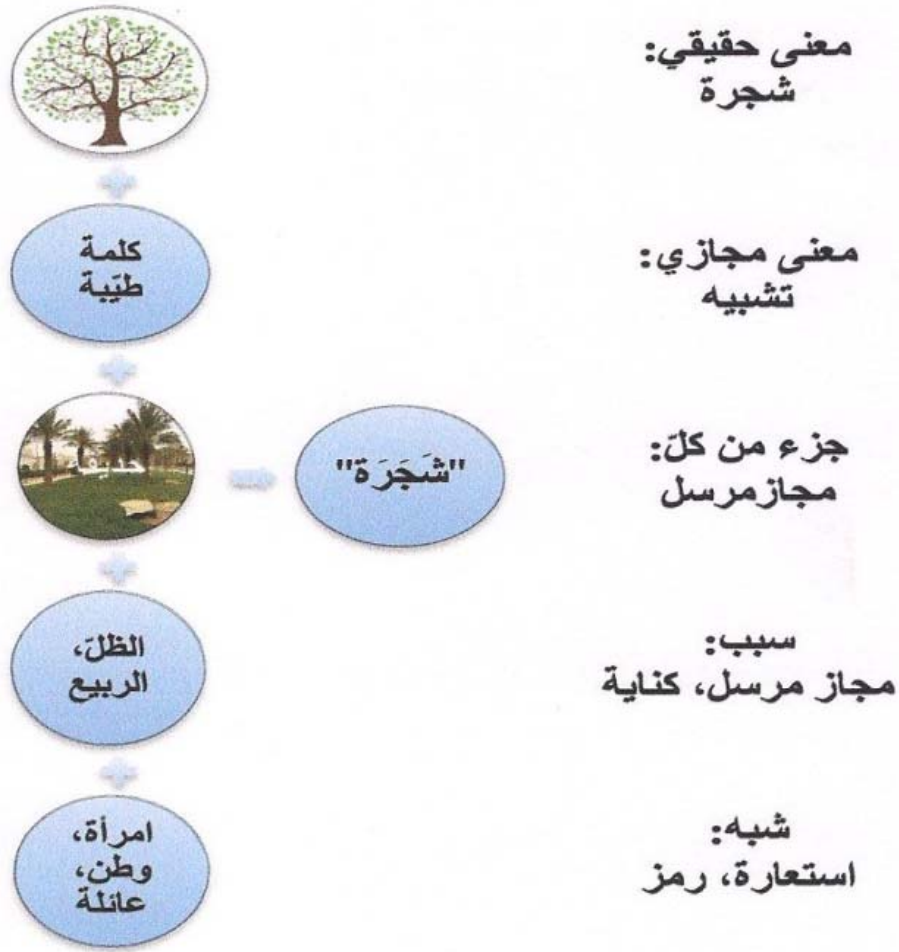 معنى حقيقي:
شجرة
كلمة
طيّبة
معنى مجازي:
تشبيه
"شَجَرَة"
جزء من كلّ:
مجازمرسل
الظلّ،
الربيع
سبب:
مجاز مرسل، كناية
امرأة،
وطن،
عائلة
شبه:
استعارة، رمز